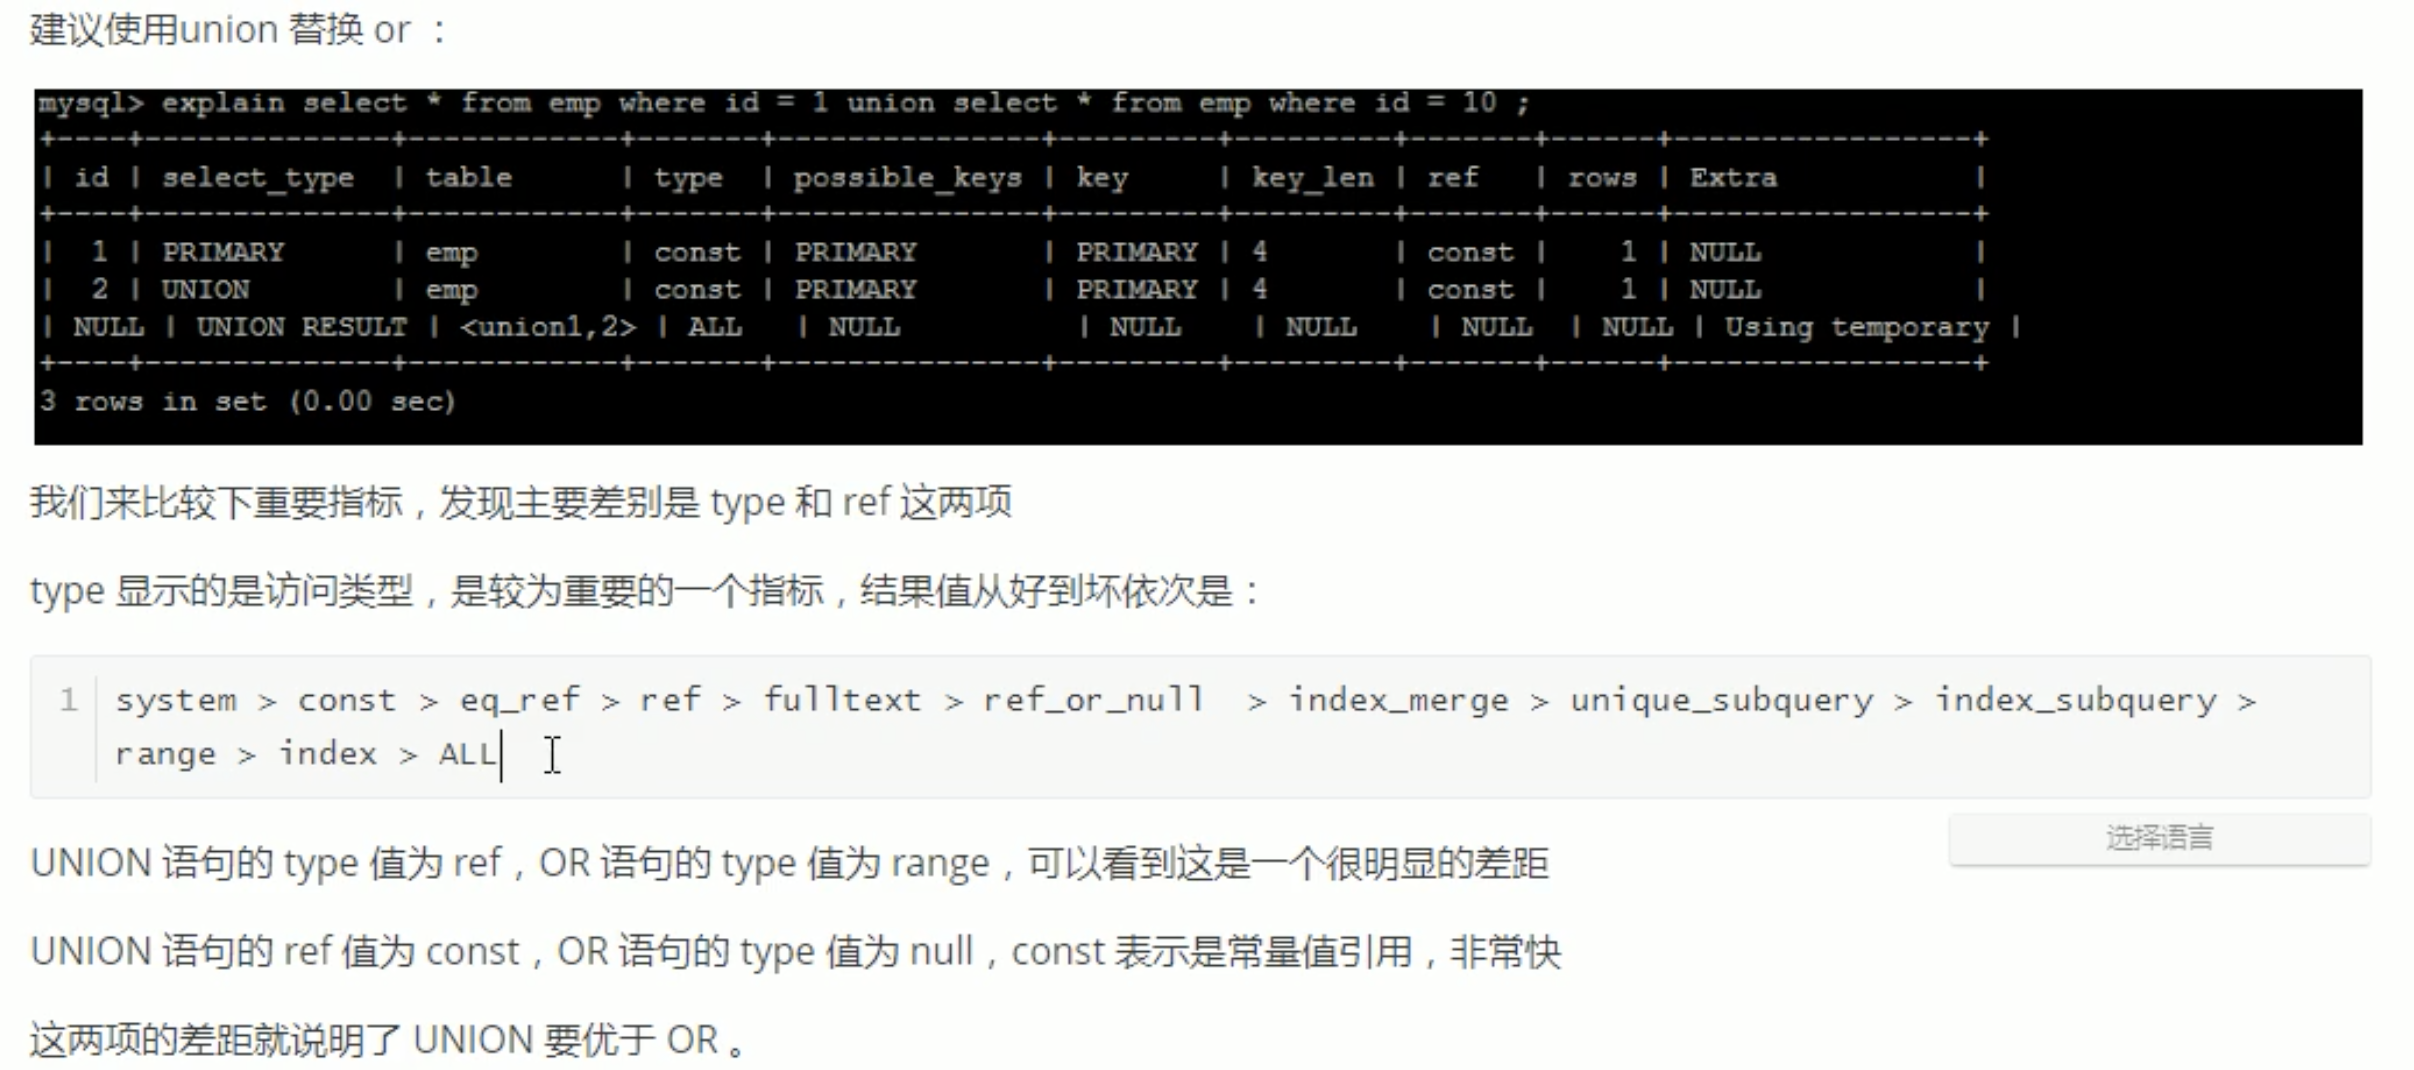 建议使用union 替换 or ：
mysql> explain select * from emp where id = 1 union select * from emp where id = 10 ;
+----+--------------+------------+-------+---------------+---------+---------+-------+------+-----------------+
| id | select_type  | table      | type  | possible_keys | key     | key_len | ref   | rows | Extra           |
+----+--------------+------------+-------+---------------+---------+---------+-------+------+-----------------+
|  1 | PRIMARY      | emp        | const | PRIMARY       | PRIMARY | 4       | const |    1 | NULL            |
|  2 | UNION        | emp        | const | PRIMARY       | PRIMARY | 4       | const |    1 | NULL            |
| NULL | UNION RESULT | <union1,2> | ALL   | NULL          | NULL    | NULL    | NULL  | NULL | Using temporary |
+----+--------------+------------+-------+---------------+---------+---------+-------+------+-----------------+
3 rows in set (0.00 sec)
我们来比较下重要指标，发现主要差别是 type 和 ref 这两项
type 显示的是访问类型，是较为重要的一个指标，结果值从好到坏依次是：
1 system > const > eq_ref > ref > fulltext > ref_or_null  > index_merge > unique_subquery > index_subquery >
range > index > ALL
选择语言
UNION 语句的 type 值为 ref，OR 语句的 type 值为 range，可以看到这是一个很明显的差距
UNION 语句的 ref 值为 const，OR 语句的 type 值为 null，const 表示是常量值引用，非常快
这两项的差距就说明了 UNION 要优于 OR 。